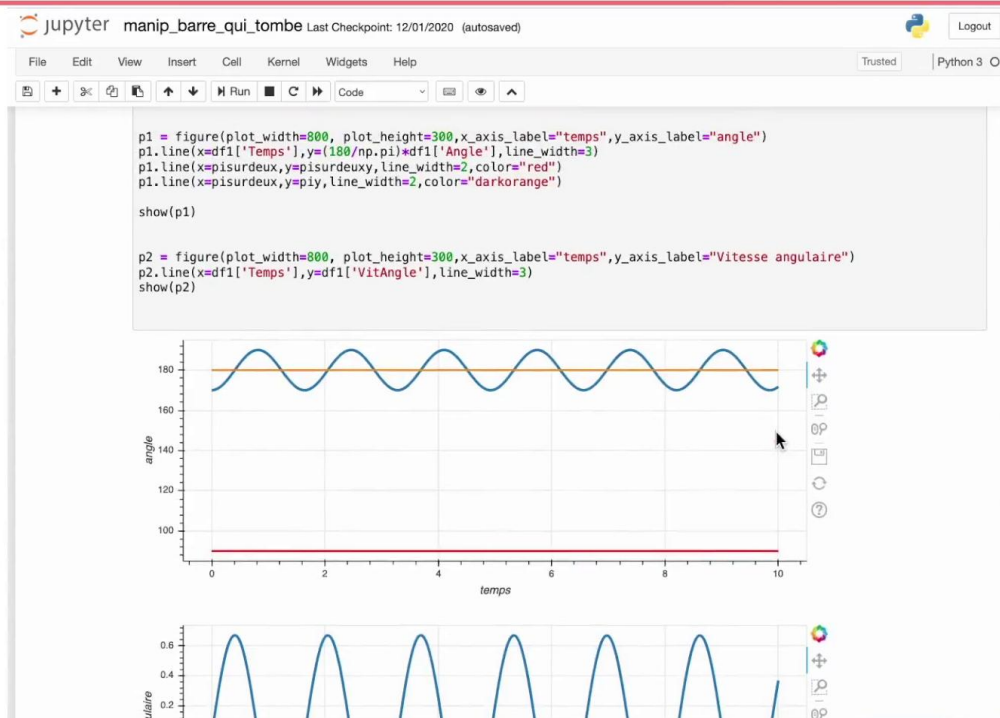 jupyter manip_barre_qui_tombe Last Checkpoint: 12/01/2020 (autosaved) Logout
File Edit View Insert Cell Kernel Widgets Help Trusted Python 3
Run Code
p1 = figure(plot_width=800, plot_height=300,x_axis_label="temps",y_axis_label="angle")
p1.line(x=df1['Temps'],y=(180/np.pi)*df1['Angle'],line_width=3)
p1.line(x=pisurdeux,y=pisurdeuxy,line_width=2,color="red")
p1.line(x=pisurdeux,y=piy,line_width=2,color="darkorange")
show(p1)
p2 = figure(plot_width=800, plot_height=300,x_axis_label="temps",y_axis_label="Vitesse angulaire")
p2.line(x=df1['Temps'],y=df1['VitAngle'],line_width=3)
show(p2)
180
160
140
120
100
angle
0 2 4 6 8 10
temps
0.6
0.4
0.2
ulaire